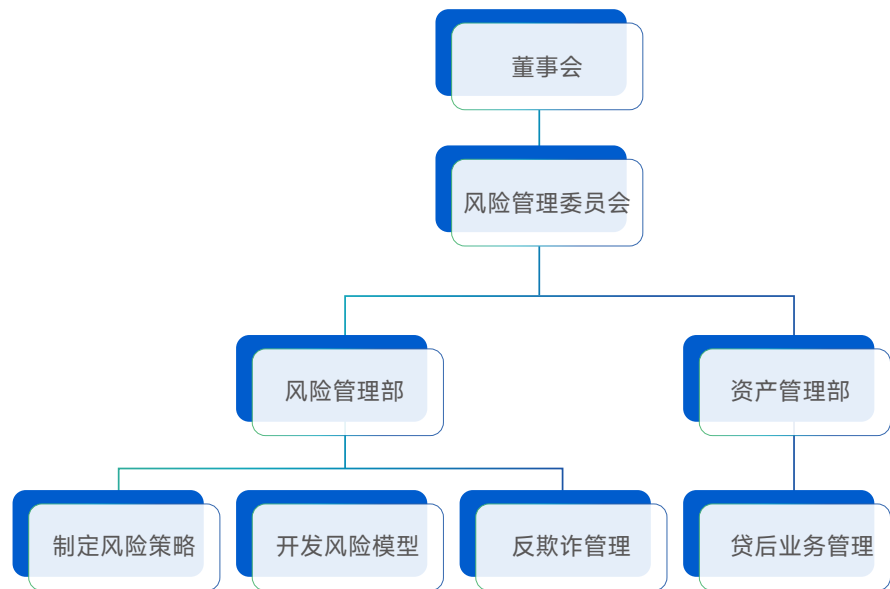 董事会
风险管理委员会
风险管理部
资产管理部
制定风险策略
开发风险模型
反欺诈管理
贷后业务管理